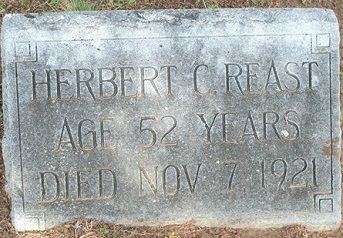 HERBERT C. REAST
AGE 52 YEARS
DIED NOV 7 1921